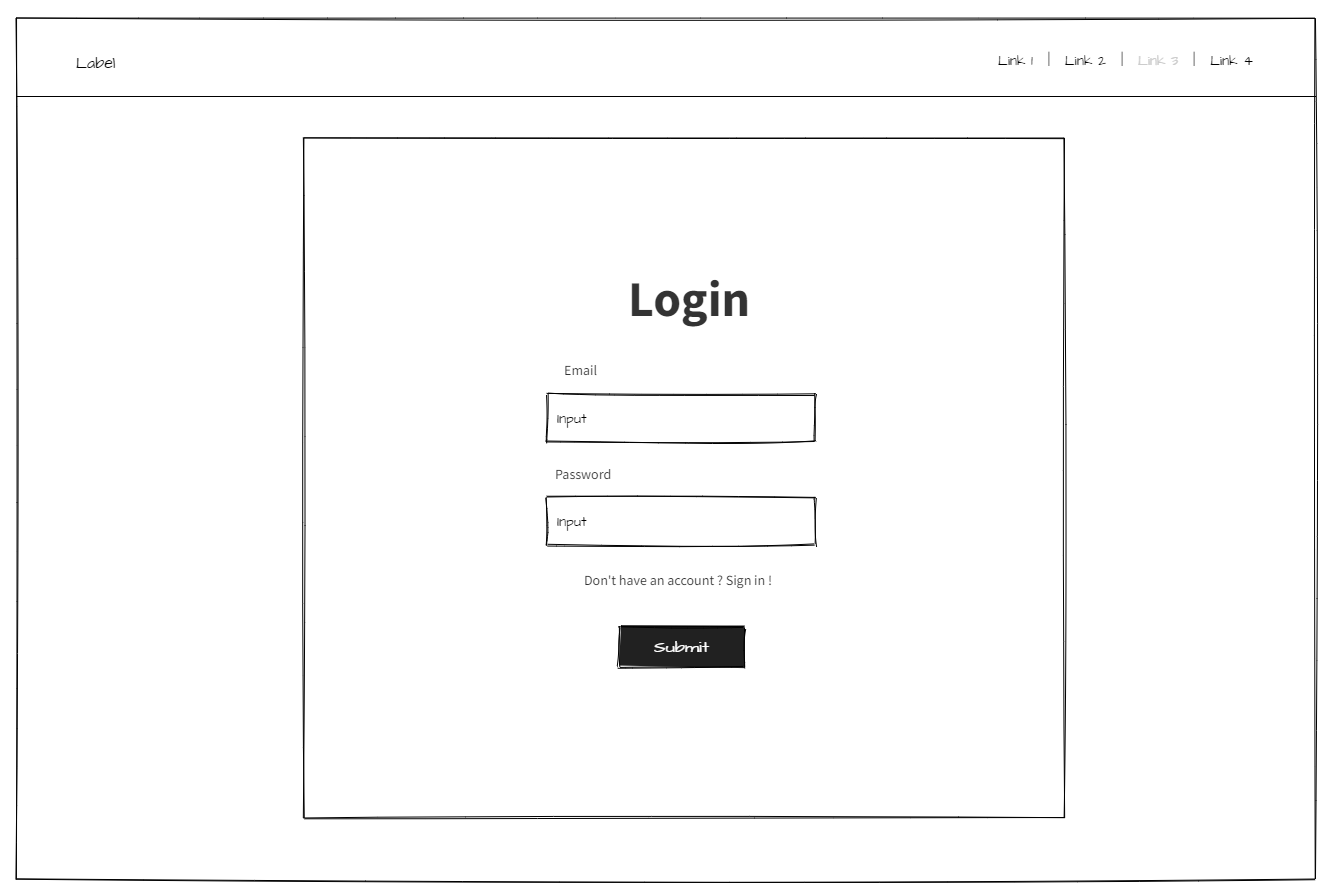 Label
Link 1 | Link 2 | Link 3 | Link 4
Login
Email
Input
Password
Input
Don't have an account ? Sign in !
Submit